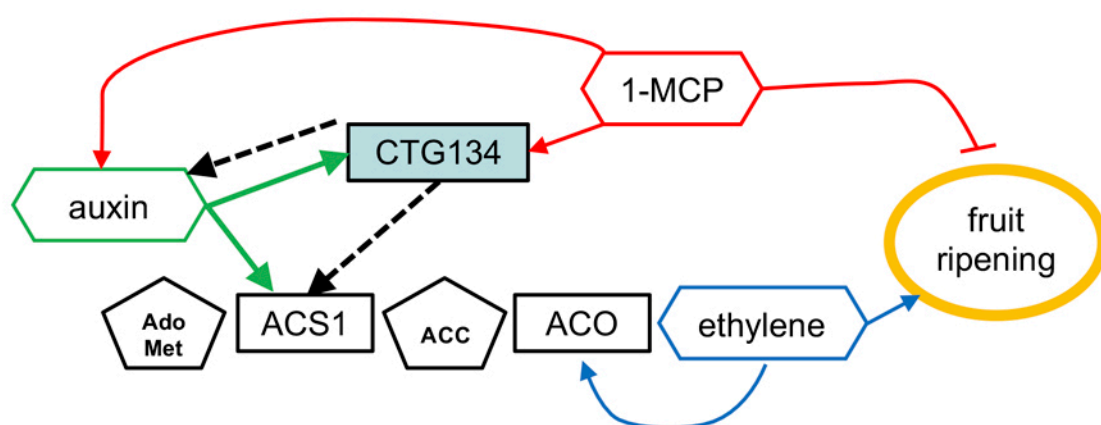 1-MCP
CTG134
auxin
fruit
ripening
Ado
Met
ACS1
ACC
ACO
ethylene